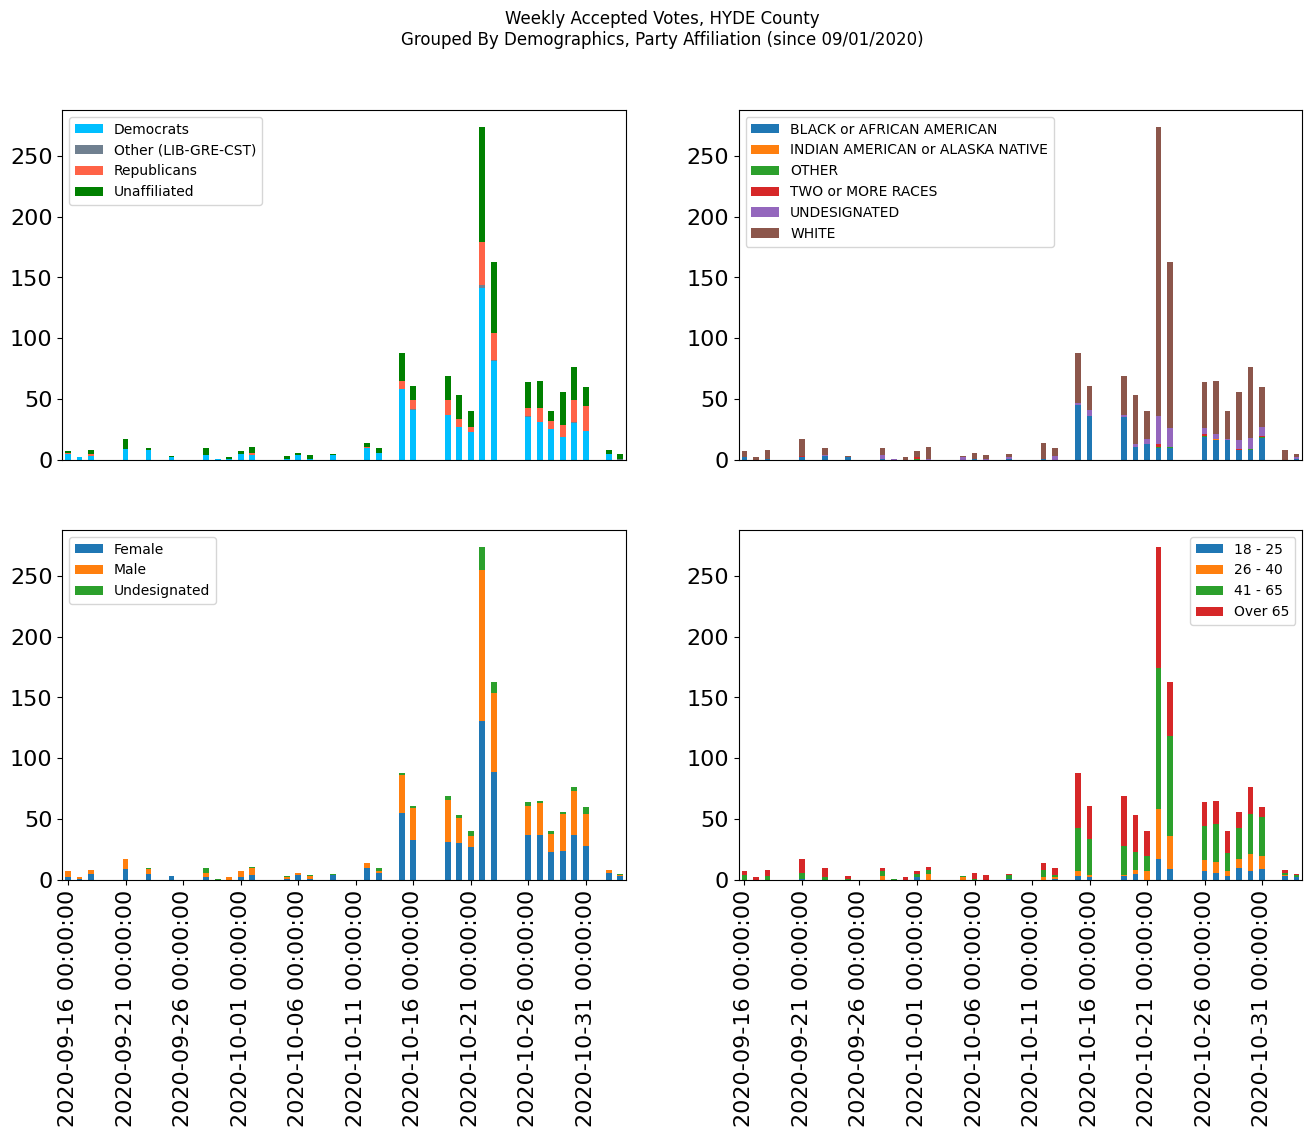 Weekly Accepted Votes, HYDE County
Grouped By Demographics, Party Affiliation (since 09/01/2020)
Democrats
Other (LIB-GRE-CST)
Republicans
Unaffiliated
250
200
150
100
50
0
BLACK or AFRICAN AMERICAN
INDIAN AMERICAN or ALASKA NATIVE
OTHER
TWO or MORE RACES
UNDESIGNATED
WHITE
250
200
150
100
50
0
Female
Male
Undesignated
250
200
150
100
50
0
2020-09-16 00:00:00
2020-09-21 00:00:00
2020-09-26 00:00:00
2020-10-01 00:00:00
2020-10-06 00:00:00
2020-10-11 00:00:00
2020-10-16 00:00:00
2020-10-21 00:00:00
2020-10-26 00:00:00
2020-10-31 00:00:00
18 - 25
26 - 40
41 - 65
Over 65
250
200
150
100
50
0
2020-09-16 00:00:00
2020-09-21 00:00:00
2020-09-26 00:00:00
2020-10-01 00:00:00
2020-10-06 00:00:00
2020-10-11 00:00:00
2020-10-16 00:00:00
2020-10-21 00:00:00
2020-10-26 00:00:00
2020-10-31 00:00:00